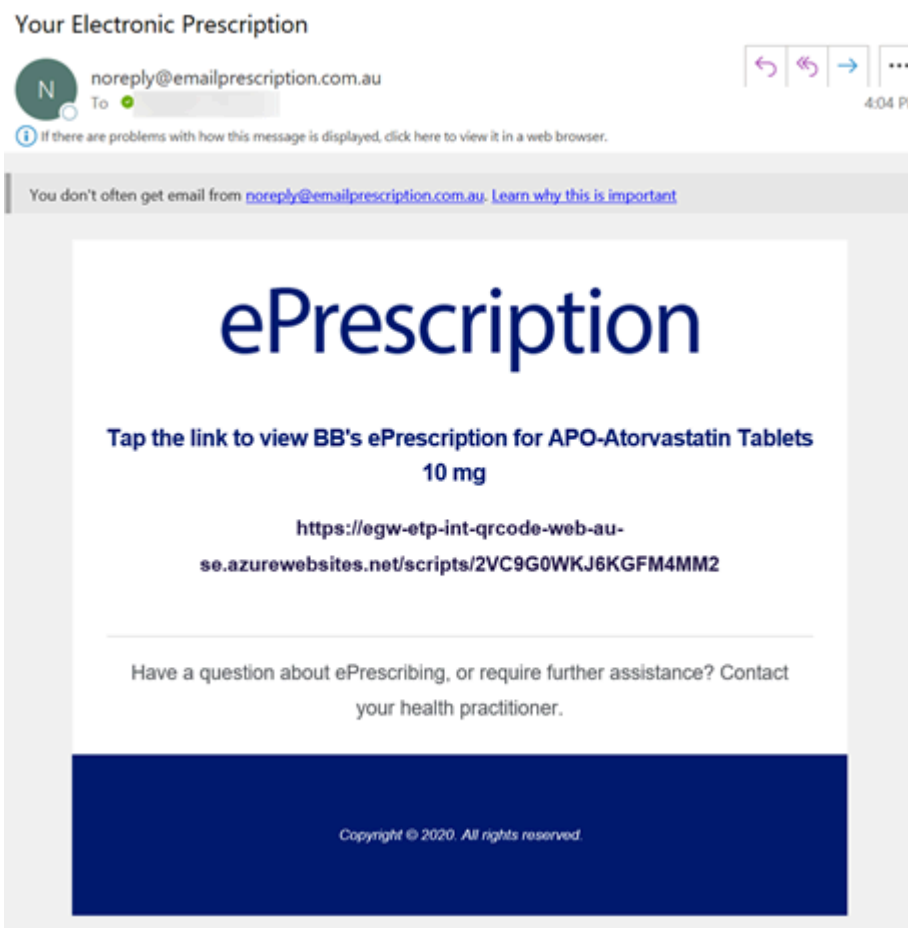 Your Electronic Prescription
N
noreply@emailprescription.com.au
To
4:04
If there are problems with how this message is displayed, click here to view it in a web browser.
You don't often get email from noreply@emailprescription.com.au. Learn why this is important
ePrescription
Tap the link to view BB's ePrescription for APO-Atorvastatin Tablets
10 mg
https://egw-etp-int-qrcode-web-au-
se.azurewebsites.net/scripts/2VC9G0WKJ6KGFM4MM2
Have a question about ePrescribing, or require further assistance? Contact
your health practitioner.
Copyright © 2020. All rights reserved.